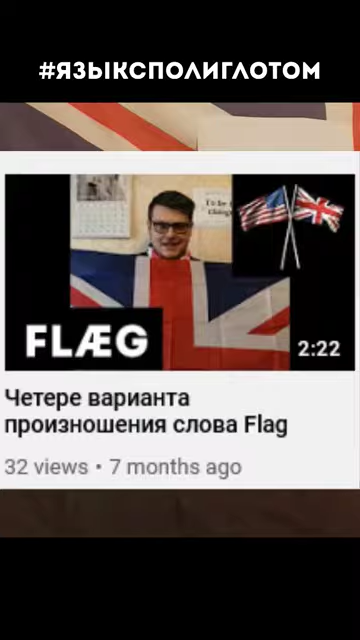 #ЯЗЫКСПОЛИГЛОТОМ
FLÆG
2:22
Четере варианта
произношения слова Flag
32 views • 7 months ago